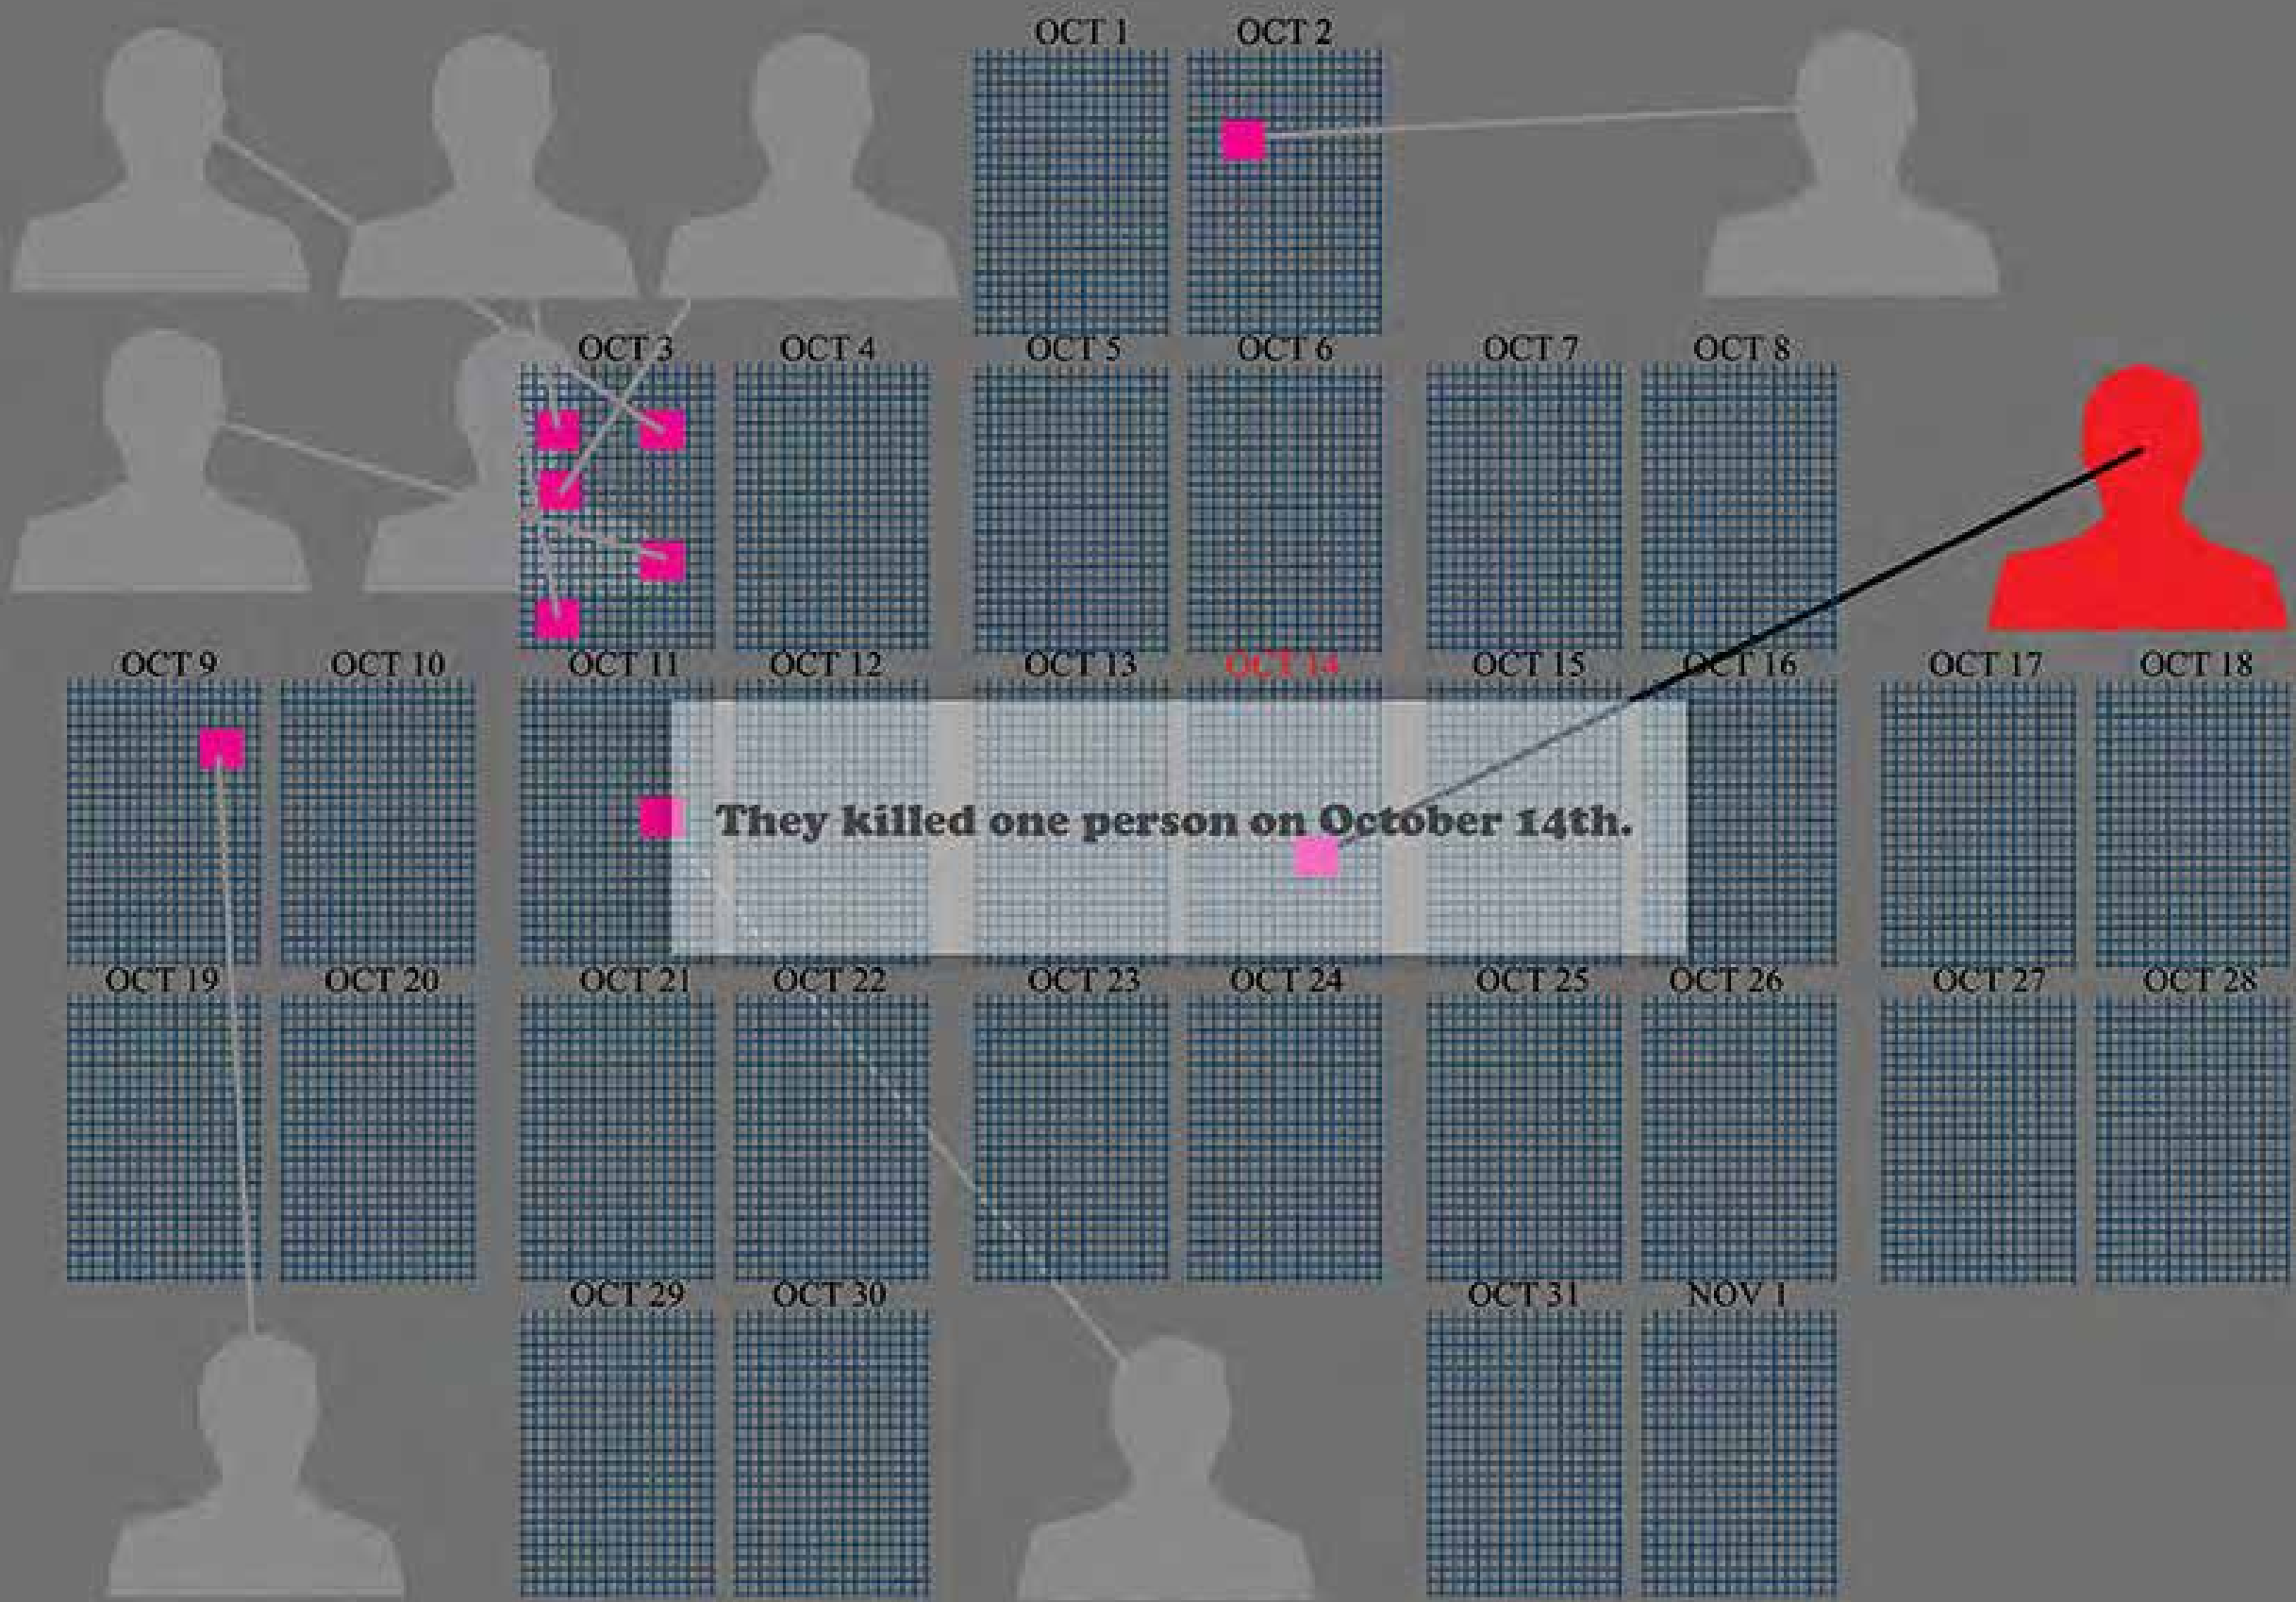 OCT 1
OCT 2
OCT 3
OCT 4
OCT 5
OCT 6
OCT 7
OCT 8
OCT 9
OCT 10
OCT 11
OCT 12
OCT 13
OCT 14
OCT 15
OCT 16
OCT 17
OCT 18
They killed one person on October 14th.
OCT 19
OCT 20
OCT 21
OCT 22
OCT 23
OCT 24
OCT 25
OCT 26
OCT 27
OCT 28
OCT 29
OCT 30
OCT 31
NOV 1